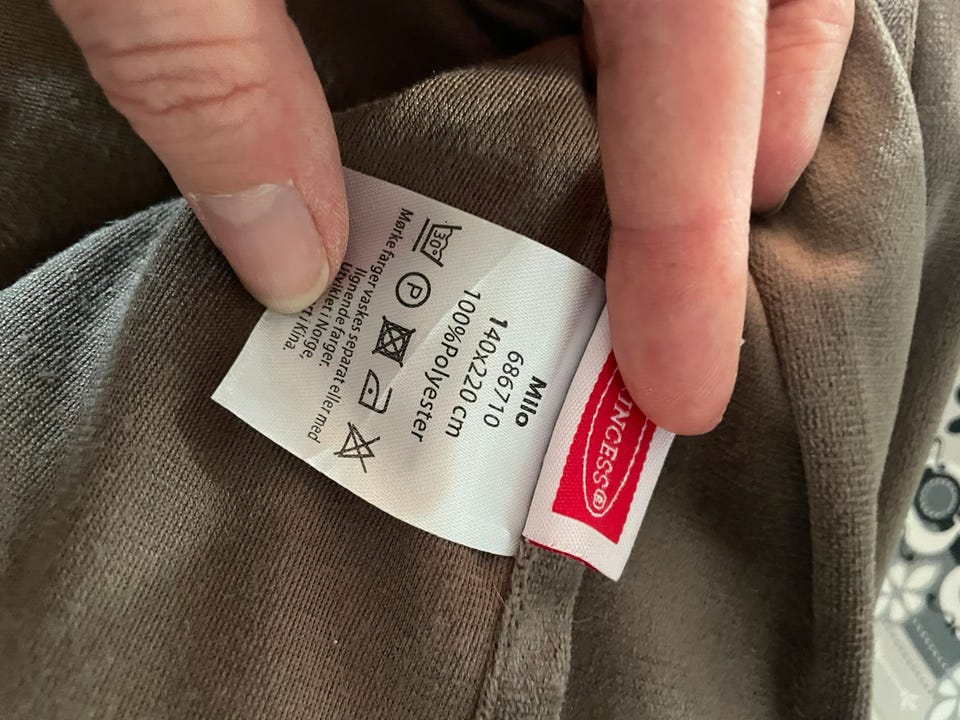 Milo
686710
140x220 cm
100%Polyester
30°
P
Mørke farger vaskes separat eller med
lignende farger.
Utviklet i Norge,
i Kina.
INCESS®